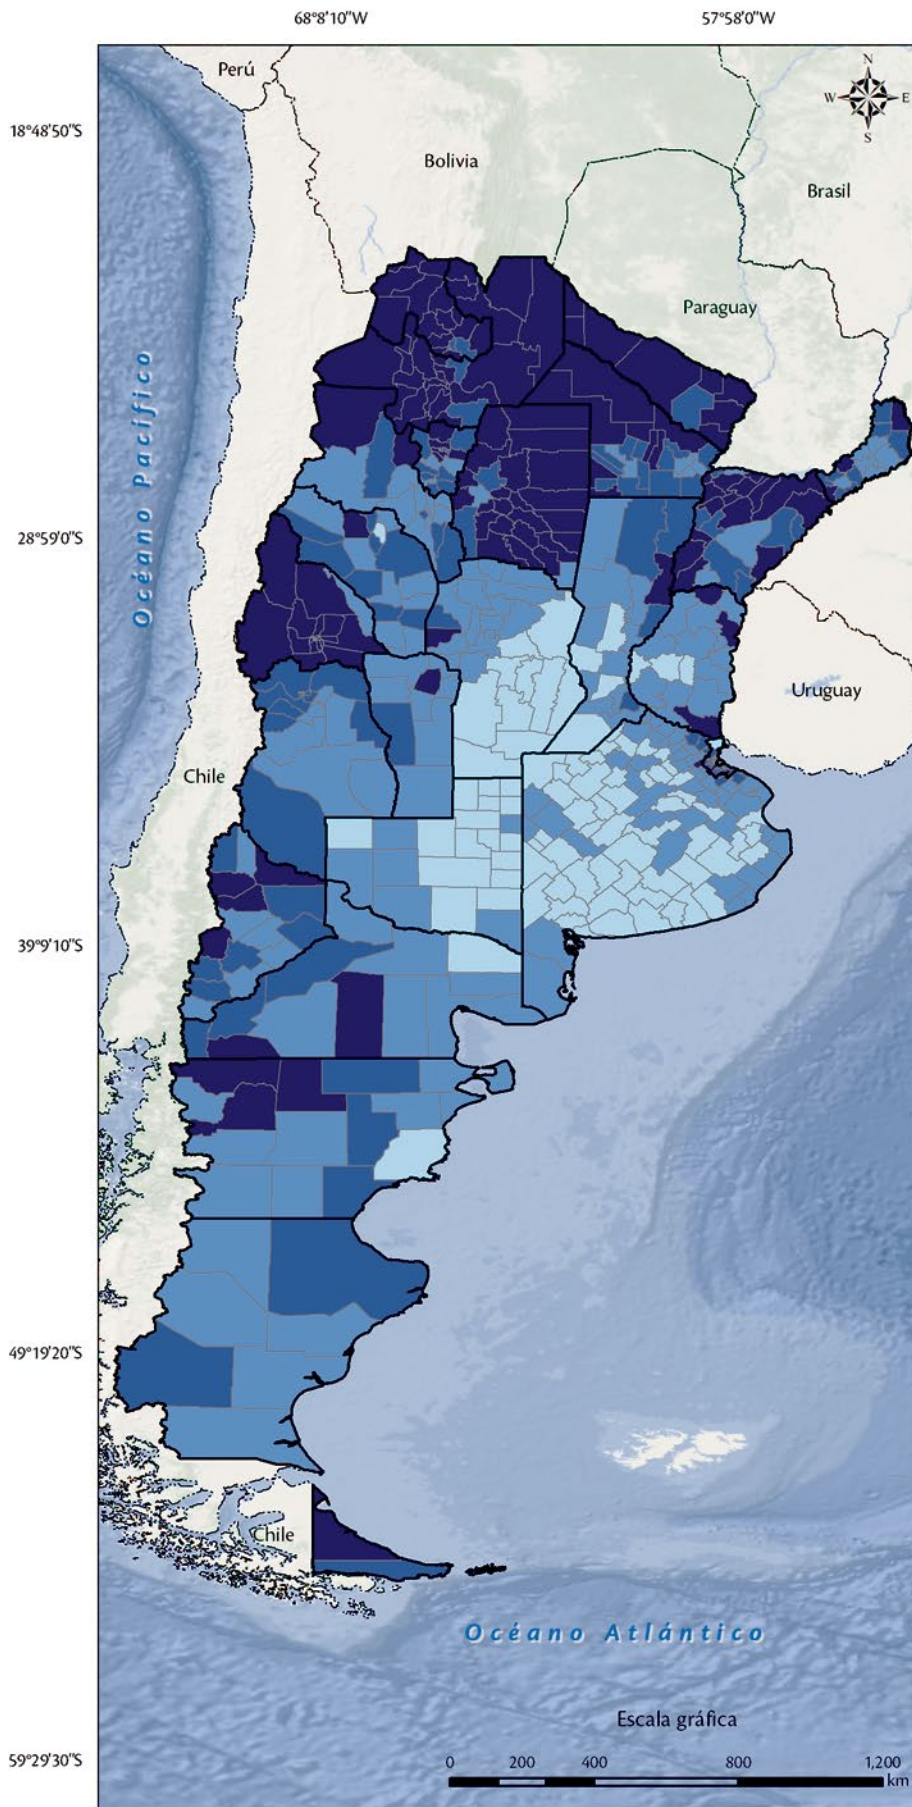 68°8'10"W 57°58'0"W
Perú
N
W E
S
18°48'50"S
Bolivia
Brasil
Paraguay
Océano Pacífico
28°59'0"S
Uruguay
Chile
39°9'10"S
49°19'20"S
Chile
Océano Atlántico
Escala gráfica
59°29'30"S
0 200 400 800 1,200
km